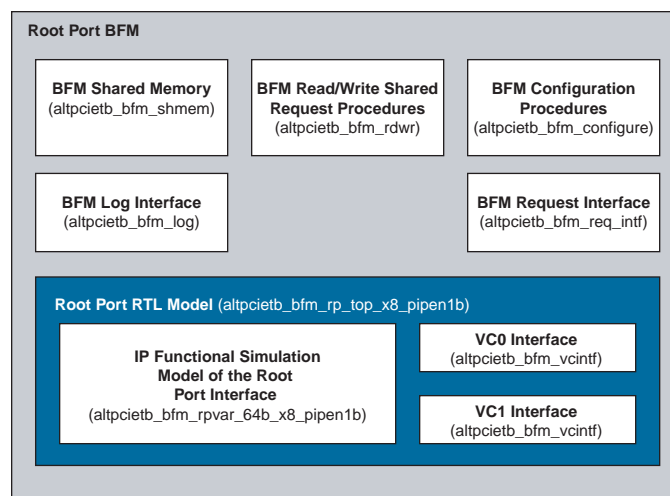 Root Port BFM
BFM Shared Memory
(altpcietb_bfm_shmem)
BFM Read/Write Shared
Request Procedures
(altpcietb_bfm_rdwr)
BFM Configuration
Procedures
(altpcietb_bfm_configure)
BFM Log Interface
(altpcietb_bfm_log)
BFM Request Interface
(altpcietb_bfm_req_intf)
Root Port RTL Model (altpcietb_bfm_rp_top_x8_pipen1b)
IP Functional Simulation
Model of the Root
Port Interface
(altpcietb_bfm_rpvar_64b_x8_pipen1b)
VC0 Interface
(altpcietb_bfm_vcintf)
VC1 Interface
(altpcietb_bfm_vcintf)